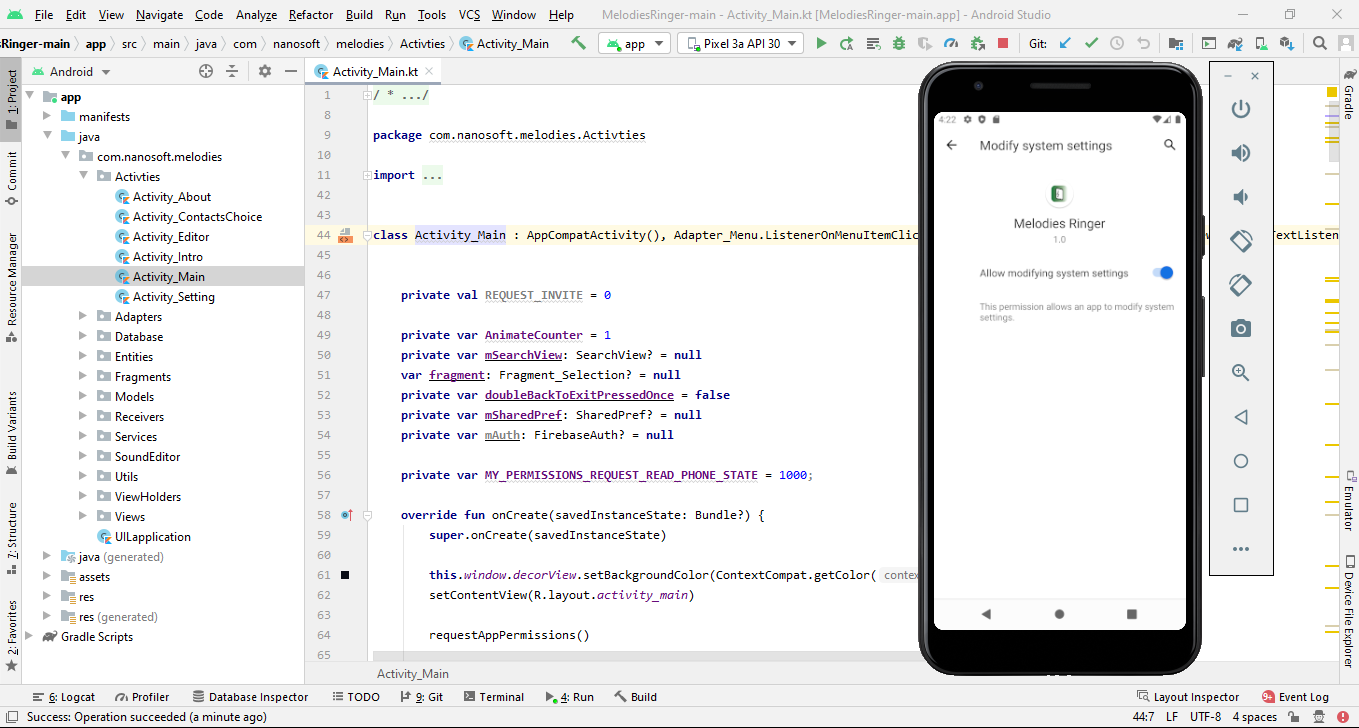 File Edit View Navigate Code Analyze Refactor Build Run Tools VCS Window Help MelodiesRinger-main - Activity_Main.kt [MelodiesRinger-main.app] - Android Studio
sRinger-main app src main java com nanosoft melodies Activties Activity_Main app Pixel 3a API 30 Git:
Android
Activity_Main.kt
1: Project
Commit
Resource Manager
Build Variants
7: Structure
2: Favorites
app
manifests
java
com.nanosoft.melodies
Activties
Activity_About
Activity_ContactsChoice
Activity_Editor
Activity_Intro
Activity_Main
Activity_Setting
Adapters
Database
Entities
Fragments
Models
Receivers
Services
SoundEditor
Utils
ViewHolders
Views
UILapplication
java (generated)
assets
res
res (generated)
Gradle Scripts
1 / * .../
8
9 package com.nanosoft.melodies.Activties
10
11 import ...
42
43
44 class Activity_Main : AppCompatActivity(), Adapter_Menu.ListenerOnMenuItemClic
TextListen
45
46
47 private val REQUEST_INVITE = 0
48
49 private var AnimateCounter = 1
50 private var mSearchView: SearchView? = null
51 var fragment: Fragment_Selection? = null
52 private var doubleBackToExitPressedOnce = false
53 private var mSharedPref: SharedPref? = null
54 private var mAuth: FirebaseAuth? = null
55
56 private var MY_PERMISSIONS_REQUEST_READ_PHONE_STATE = 1000;
57
58 override fun onCreate(savedInstanceState: Bundle?) {
59 super.onCreate(savedInstanceState)
60
61 this.window.decorView.setBackgroundColor(ContextCompat.getColor( contex
62 setContentView(R.layout.activity_main)
63
64 requestAppPermissions()
65
Activity_Main
4:22
Modify system settings
Melodies Ringer
1.0
Allow modifying system settings
This permission allows an app to modify system
settings.
Gradle
Emulator
Device File Explorer
6: Logcat Profiler Database Inspector TODO 9: Git Terminal 4: Run Build Layout Inspector 9+ Event Log
Success: Operation succeeded (a minute ago) 44:7 LF UTF-8 4 spaces